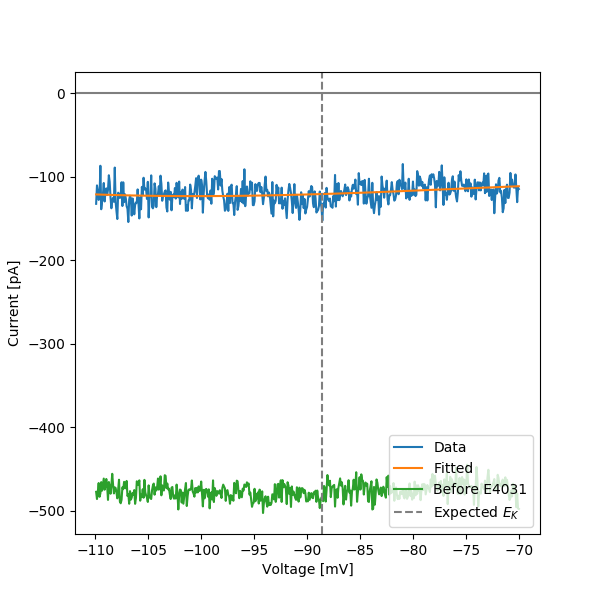 0
−100
−200
−300
−400
−500
Current [pA]
−110 −105 −100 −95 −90 −85 −80 −75 −70
Voltage [mV]
Data
Fitted
Before E4031
Expected E_K